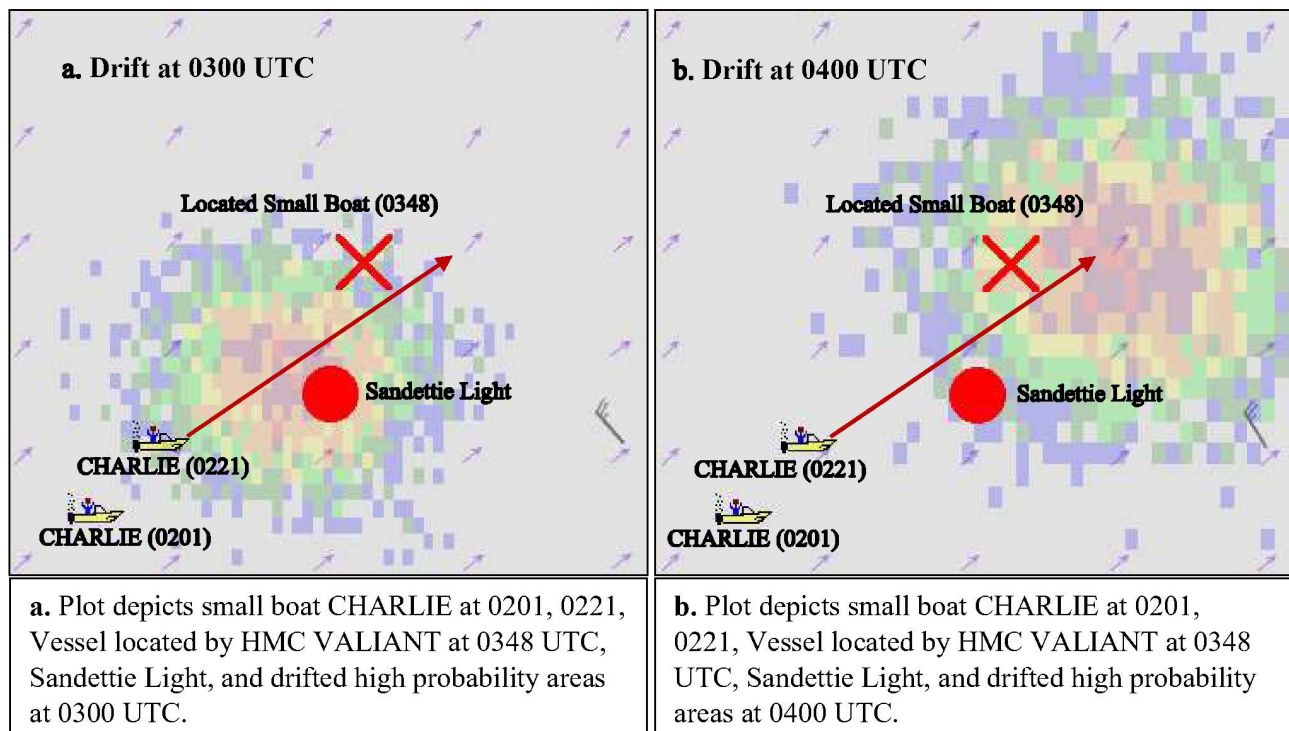 a. Drift at 0300 UTC
Located Small Boat (0348)
Sandettie Light
CHARLIE (0221)
CHARLIE (0201)
b. Drift at 0400 UTC
Located Small Boat (0348)
Sandettie Light
CHARLIE (0221)
CHARLIE (0201)
a. Plot depicts small boat CHARLIE at 0201, 0221,
Vessel located by HMC VALIANT at 0348 UTC,
Sandettie Light, and drifted high probability areas
at 0300 UTC.
b. Plot depicts small boat CHARLIE at 0201,
0221, Vessel located by HMC VALIANT at 0348
UTC, Sandettie Light, and drifted high probability
areas at 0400 UTC.